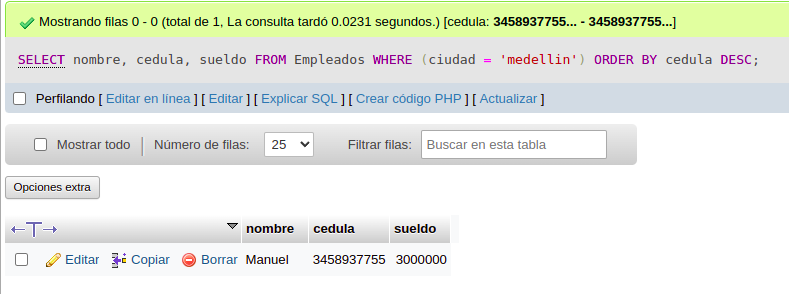 Mostrando filas 0 - 0 (total de 1, La consulta tardó 0.0231 segundos.) [cedula: 3458937755... - 3458937755...]
SELECT nombre, cedula, sueldo FROM Empleados WHERE (ciudad = 'medellin') ORDER BY cedula DESC;
Perfilando [ Editar en línea ] [ Editar ] [ Explicar SQL ] [ Crear código PHP ] [ Actualizar ]
Mostrar todo Número de filas: 25 Filtrar filas: Buscar en esta tabla
Opciones extra
nombre cedula sueldo
Editar Copiar Borrar Manuel 3458937755 3000000